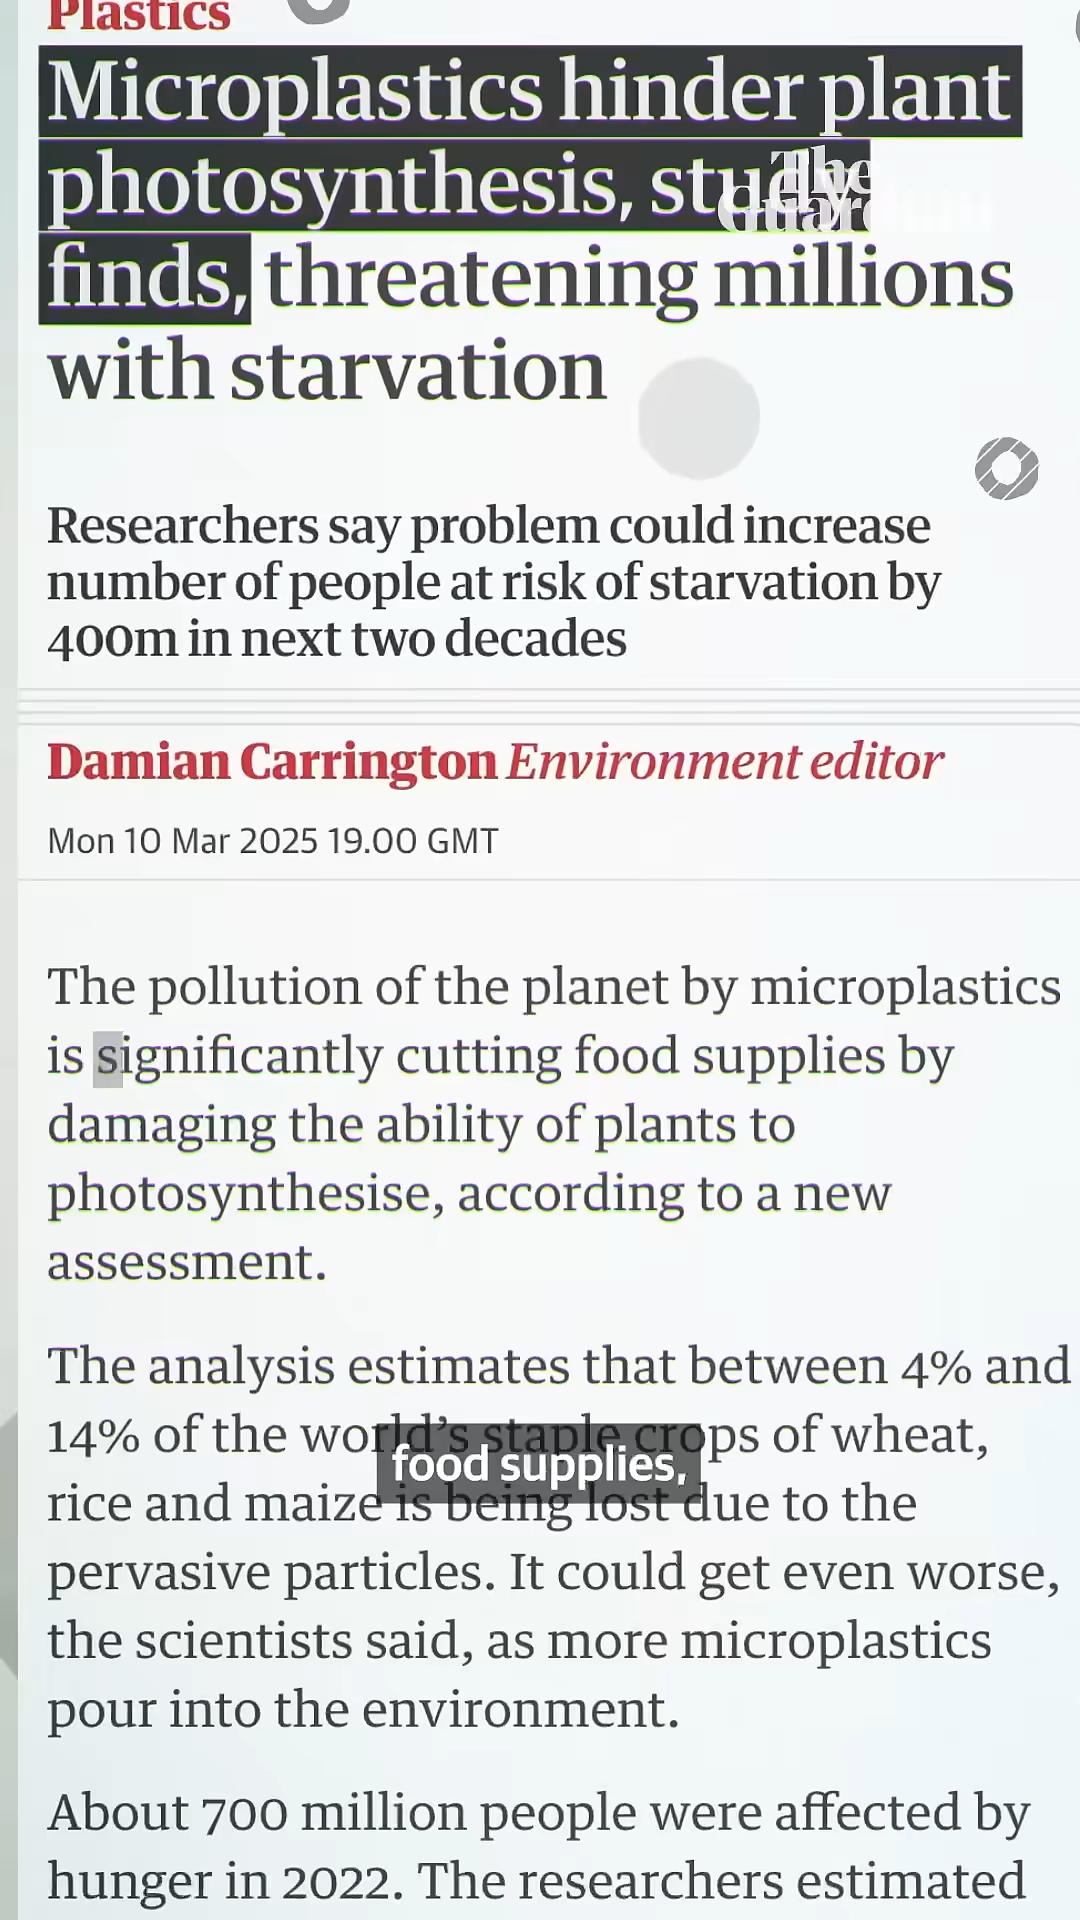 Plastics
Microplastics hinder plant
photosynthesis, study
finds, threatening millions
with starvation
The
Guardian
Researchers say problem could increase
number of people at risk of starvation by
400m in next two decades
Damian Carrington Environment editor
Mon 10 Mar 2025 19.00 GMT
The pollution of the planet by microplastics
is significantly cutting food supplies by
damaging the ability of plants to
photosynthesise, according to a new
assessment.
The analysis estimates that between 4% and
14% of the world’s staple crops of wheat,
food supplies,
rice and maize is being lost due to the
pervasive particles. It could get even worse,
the scientists said, as more microplastics
pour into the environment.
About 700 million people were affected by
hunger in 2022. The researchers estimated